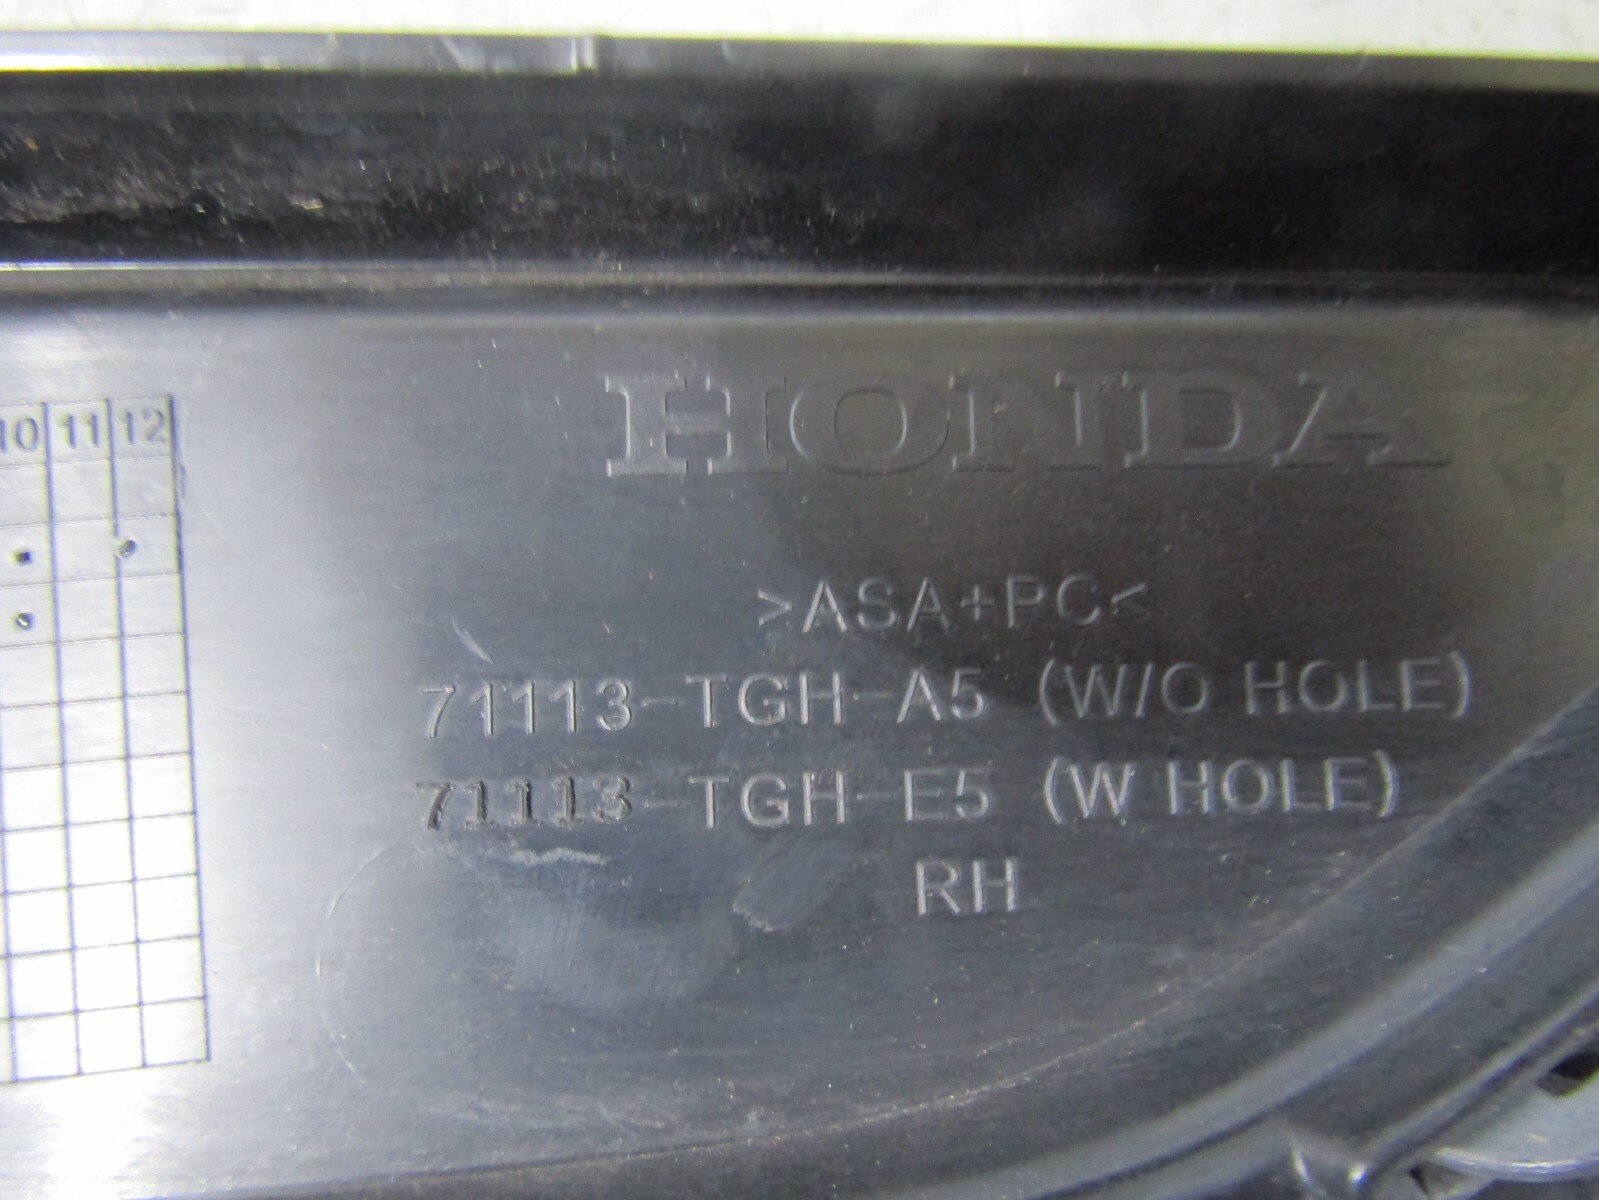 HONDA
10 11 12
>ASA+PC<
71113-TGH-A5 (W/O HOLE)
71113-TGH-E5 (W HOLE)
RH